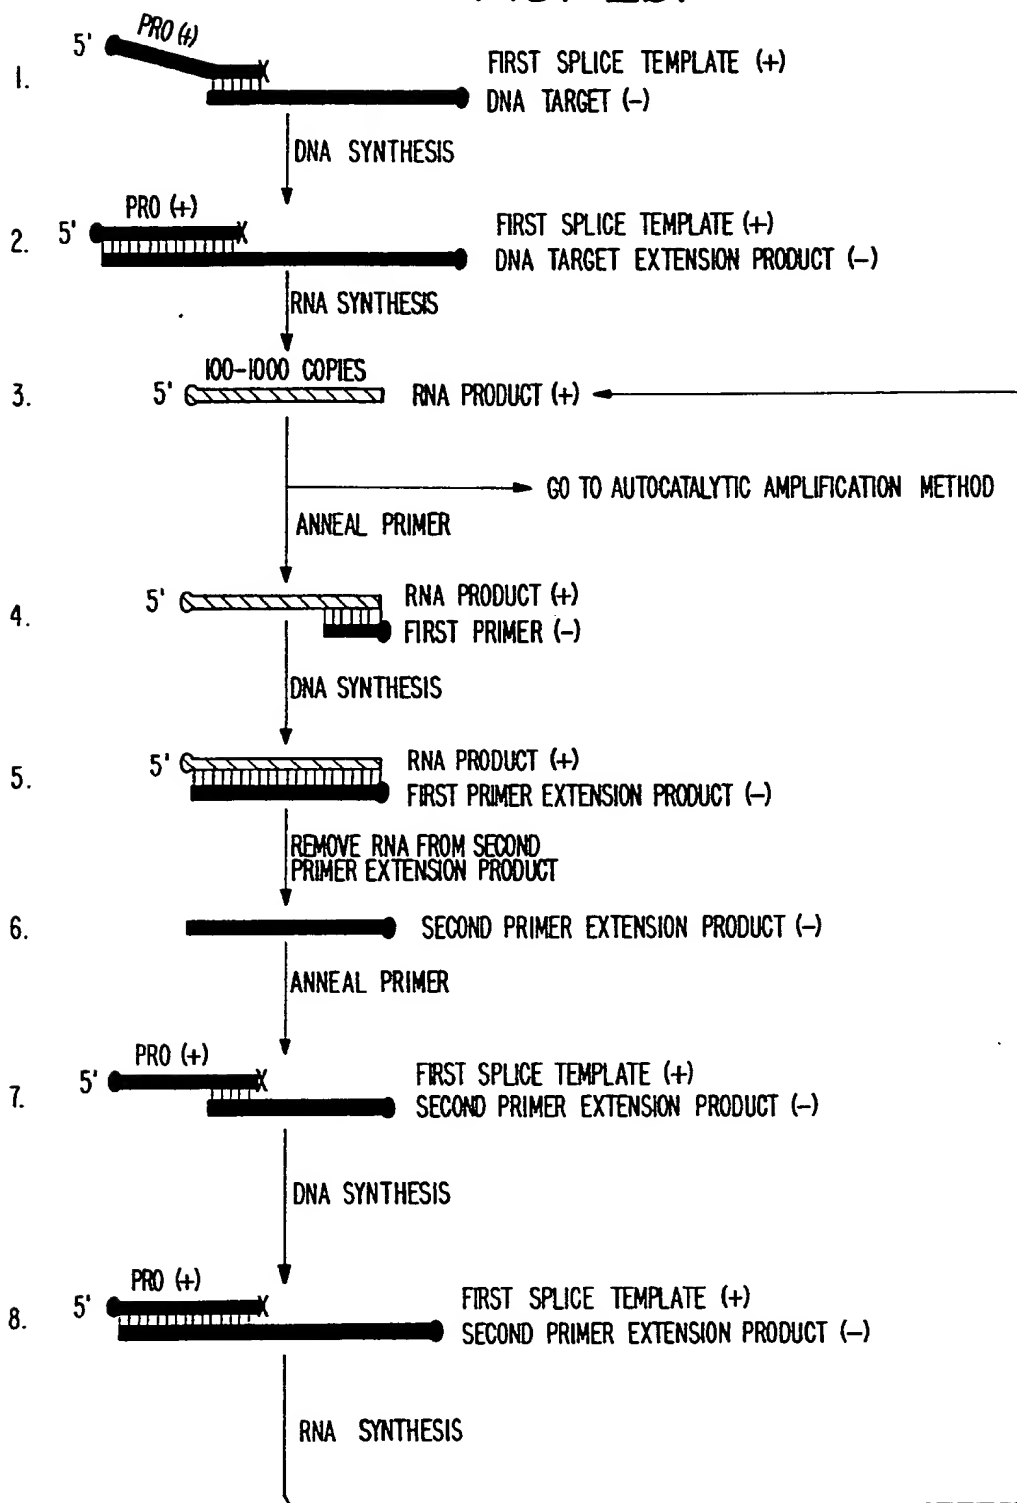 PRO (+)
5'
1.
FIRST SPLICE TEMPLATE (+)
DNA TARGET (-)
DNA SYNTHESIS
PRO (+)
2.
5'
FIRST SPLICE TEMPLATE (+)
DNA TARGET EXTENSION PRODUCT (-)
RNA SYNTHESIS
100-1000 COPIES
3.
5'
RNA PRODUCT (+)
GO TO AUTOCATALYTIC AMPLIFICATION METHOD
ANNEAL PRIMER
4.
5'
RNA PRODUCT (+)
FIRST PRIMER (-)
DNA SYNTHESIS
5.
5'
RNA PRODUCT (+)
FIRST PRIMER EXTENSION PRODUCT (-)
REMOVE RNA FROM SECOND
PRIMER EXTENSION PRODUCT
6.
SECOND PRIMER EXTENSION PRODUCT (-)
ANNEAL PRIMER
PRO (+)
7.
5'
FIRST SPLICE TEMPLATE (+)
SECOND PRIMER EXTENSION PRODUCT (-)
DNA SYNTHESIS
PRO (+)
8.
5'
FIRST SPLICE TEMPLATE (+)
SECOND PRIMER EXTENSION PRODUCT (-)
RNA SYNTHESIS